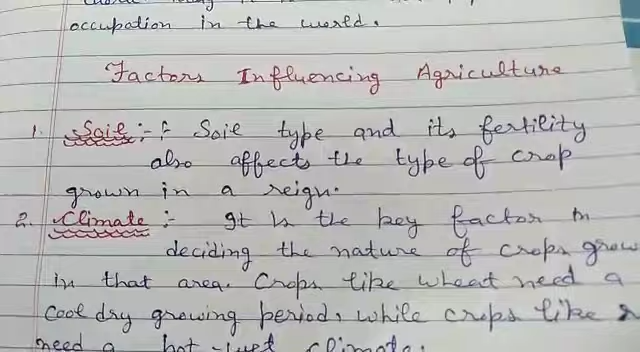 occupation in the world.
Factors Influencing Agriculture
1. Soil :- Soil type and its fertility
also affects the type of crop
grown in a reign.
2. Climate :- It is the key factor in
deciding the nature of crops grow
in that area. Crops like wheat need a
cool dry growing period, while crops like
need a hot-wet climate.